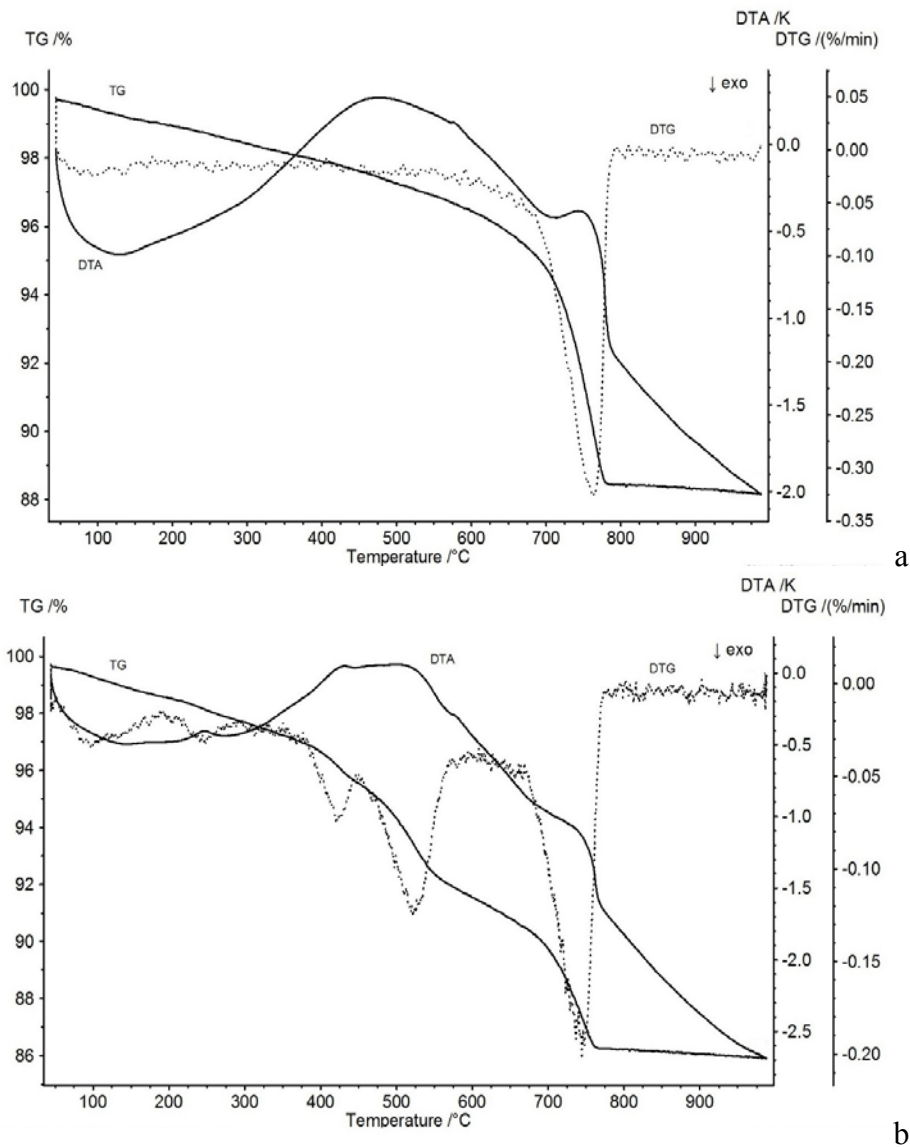 DTA /K
TG /%
DTG /(%/min)
↓ exo
100
TG
0.05
DTG
0.0
0.00
98
-0.05
96
-0.5
DTA
-0.10
94
-1.0
-0.15
92
-0.20
-1.5
90
-0.25
-0.30
88
-2.0
-0.35
100 200 300 400 500 600 700 800 900
Temperature /°C
a
DTA /K
TG /%
DTG /(%/min)
100
TG
DTA
↓ exo
DTG
0.0
0.00
98
-0.5
96
-0.05
94
-1.0
92
-0.10
-1.5
90
-0.15
-2.0
88
-2.5
86
-0.20
100 200 300 400 500 600 700 800 900
Temperature /°C
b